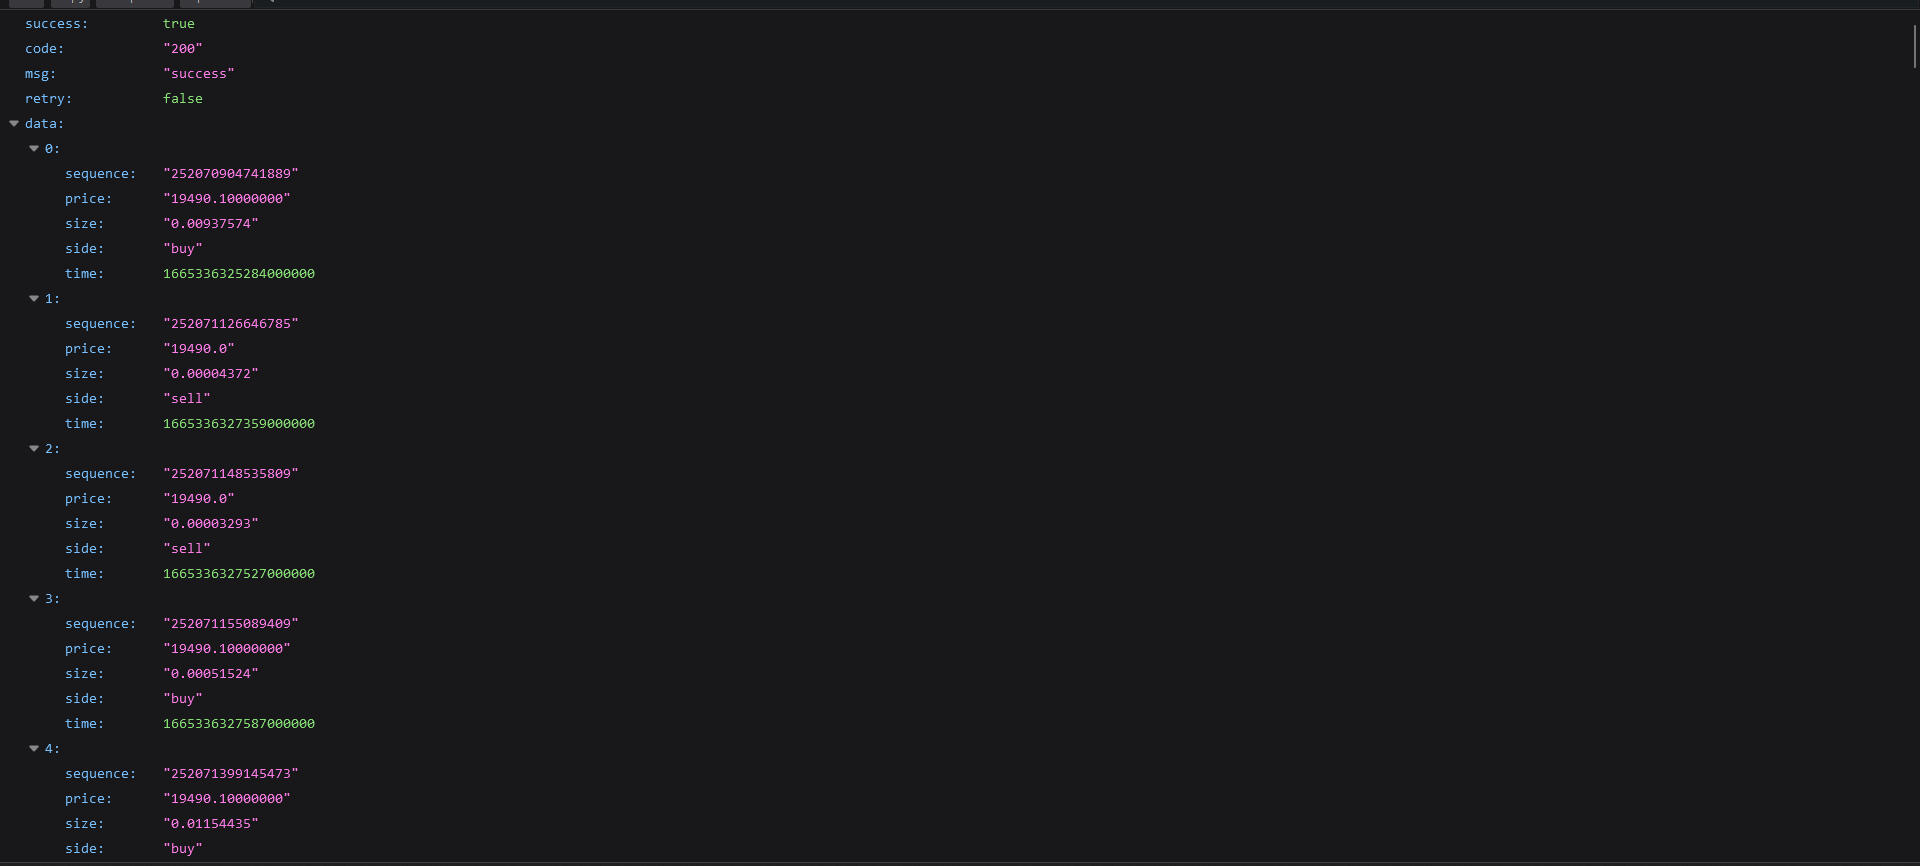 success: true
code: "200"
msg: "success"
retry: false
data:
0:
sequence: "252070904741889"
price: "19490.10000000"
size: "0.00937574"
side: "buy"
time: 1665336325284000000
1:
sequence: "252071126646785"
price: "19490.0"
size: "0.00004372"
side: "sell"
time: 1665336327359000000
2:
sequence: "252071148535809"
price: "19490.0"
size: "0.00003293"
side: "sell"
time: 1665336327527000000
3:
sequence: "252071155089409"
price: "19490.10000000"
size: "0.00051524"
side: "buy"
time: 1665336327587000000
4:
sequence: "252071399145473"
price: "19490.10000000"
size: "0.01154435"
side: "buy"